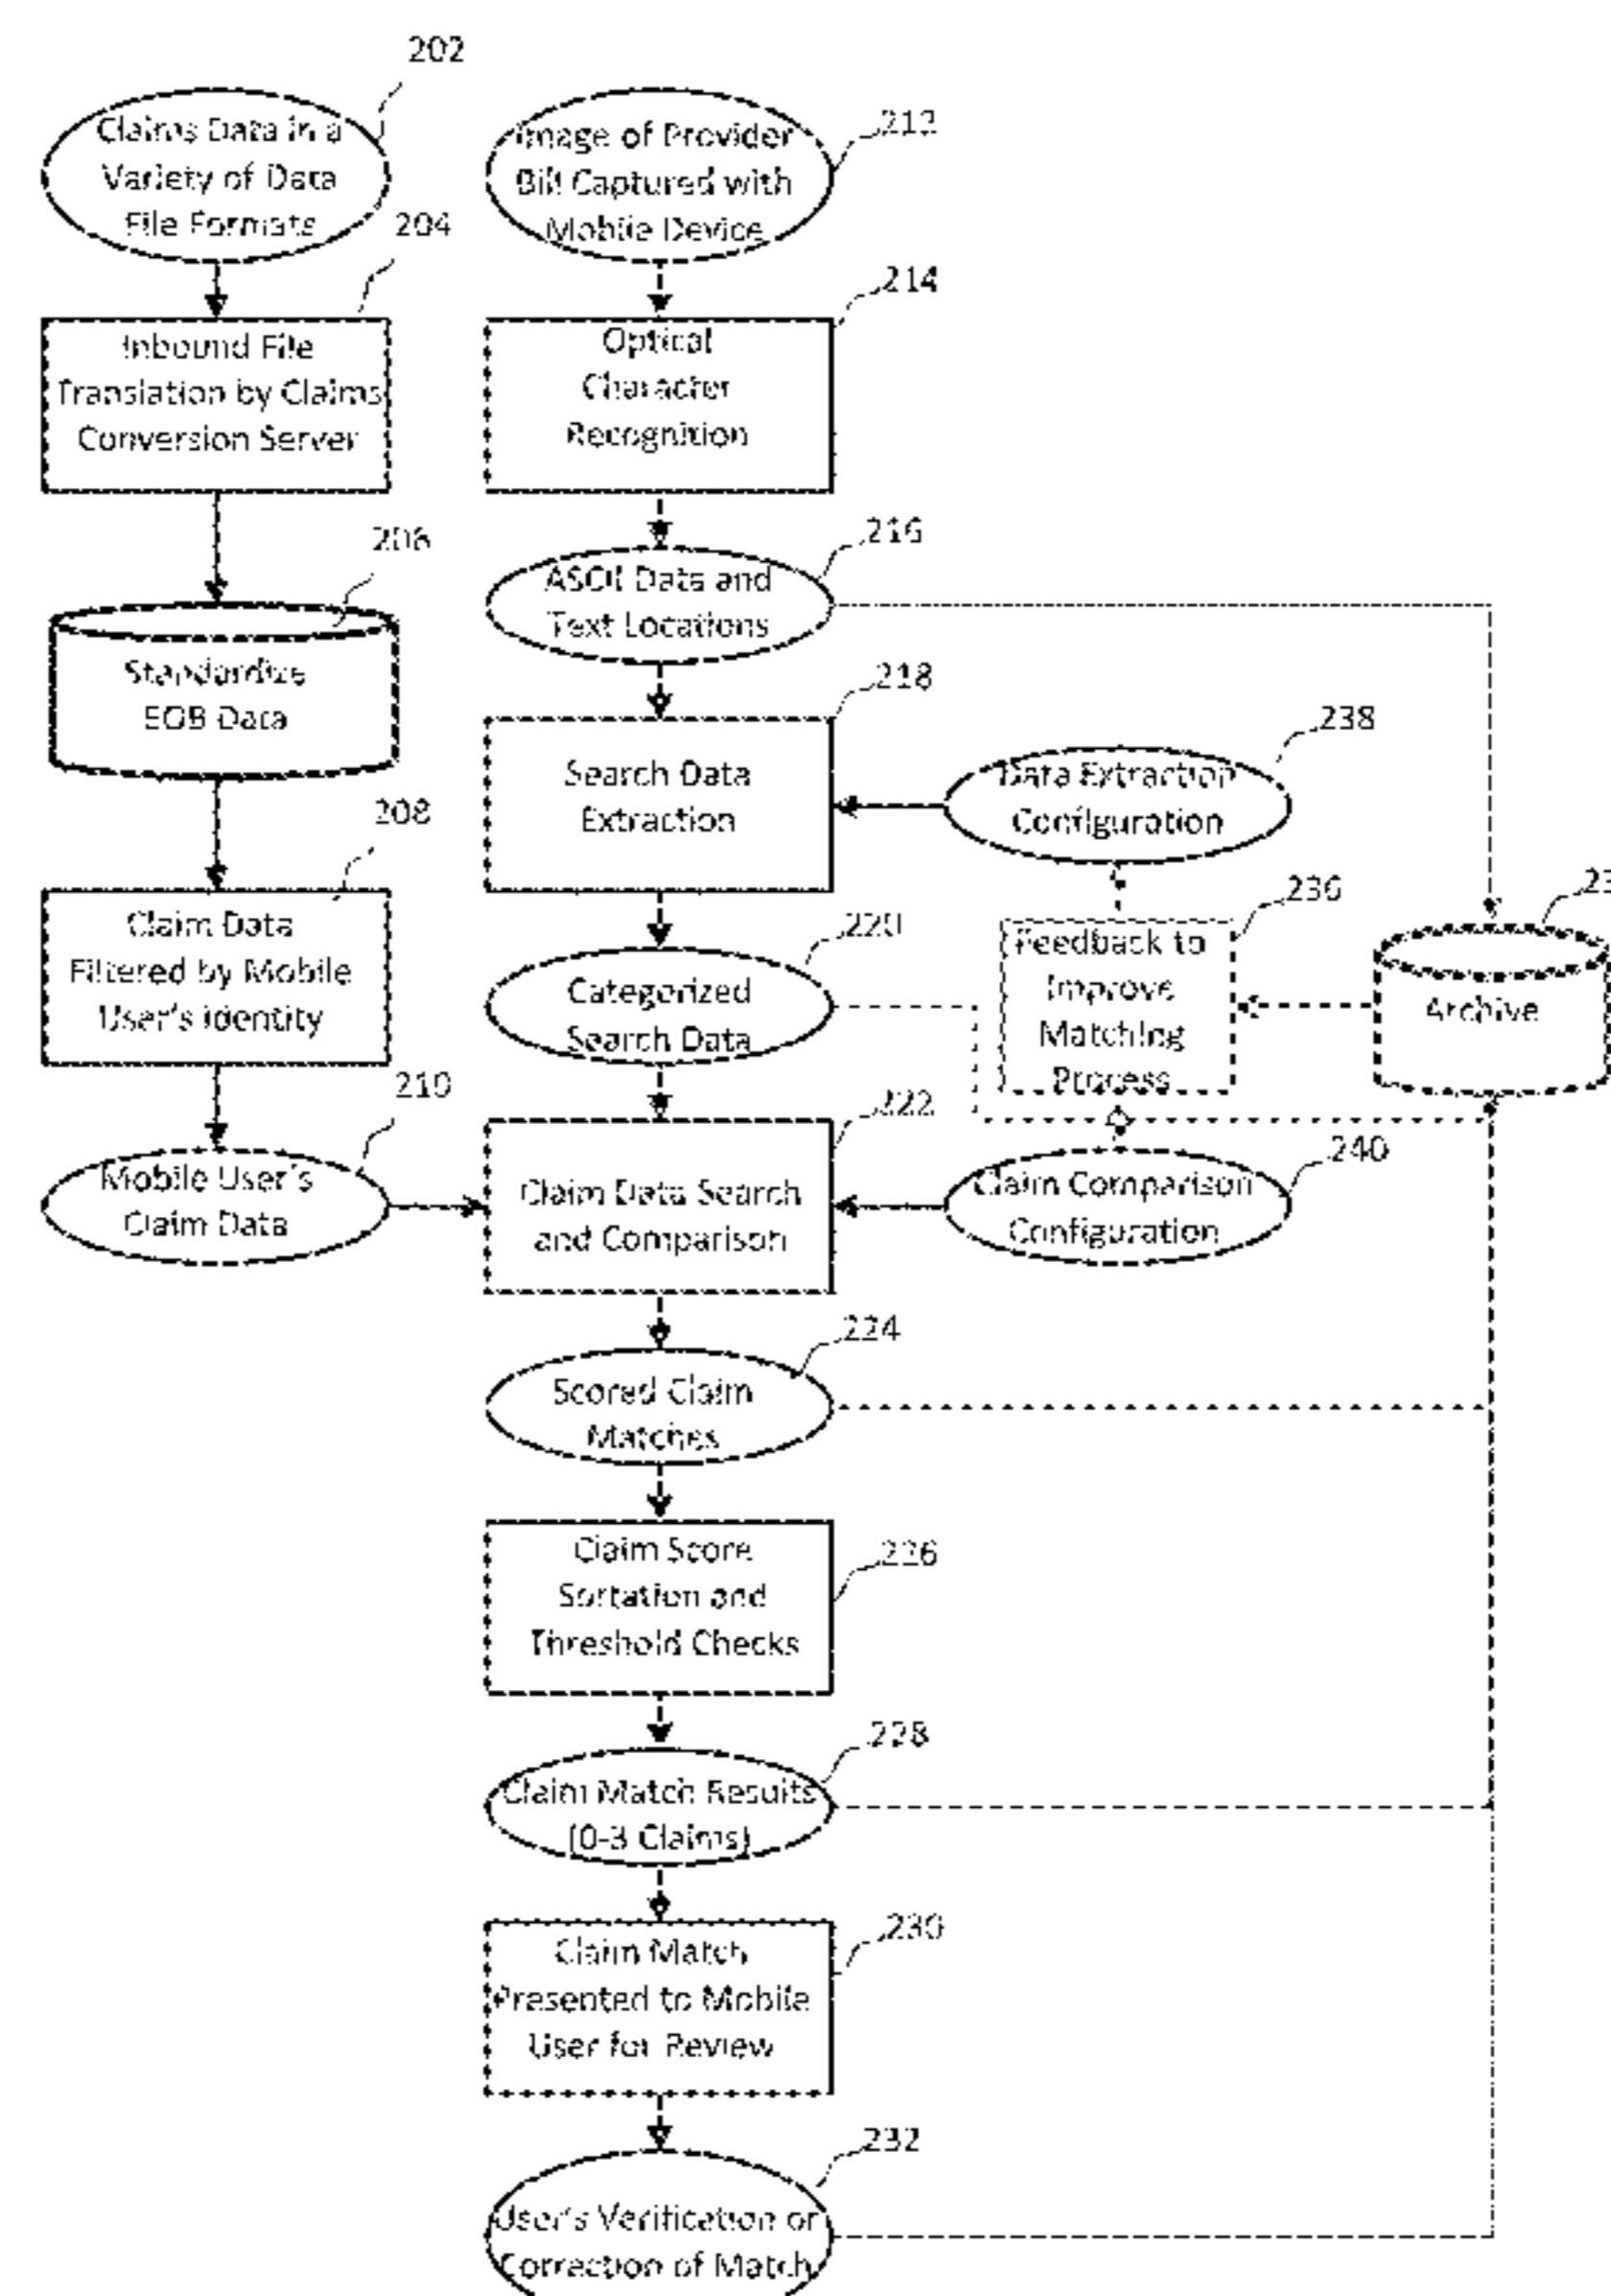 202
Claims Data in a
Variety of Data
File Formats
204
Inbound File
Translation by Claims
Conversion Server
206
Standardize
EOB Data
208
Claim Data
Filtered by Mobile
User's Identity
210
Mobile User's
Claim Data
212
Image of Provider
Bill Captured with
Mobile Device
214
Optical
Character
Recognition
216
ASCII Data and
Text Locations
218
Search Data
Extraction
220
Categorized
Search Data
222
Claim Data Search
and Comparison
224
Scored Claim
Matches
226
Claim Score
Sortation and
Threshold Checks
228
Claim Match Results
(0-3 Claims)
230
Claim Match
Presented to Mobile
User for Review
232
User's Verification or
Correction of Match
238
Data Extraction
Configuration
236
Feedback to
Improve
Matching
Process
240
Claim Comparison
Configuration
23
Archive